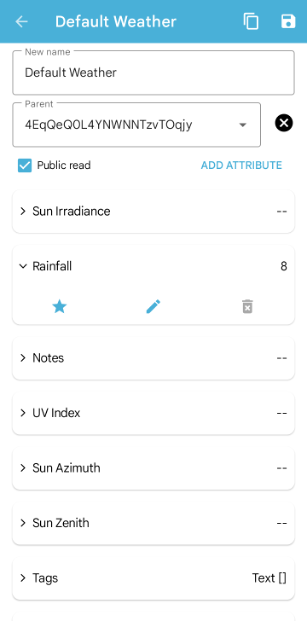 Default Weather
New name
Default Weather
Parent
4EqQeQ0L4YNWNNTzvTOqjy
Public read
ADD ATTRIBUTE
Sun Irradiance --
Rainfall 8
Notes --
UV Index --
Sun Azimuth --
Sun Zenith --
Tags Text []